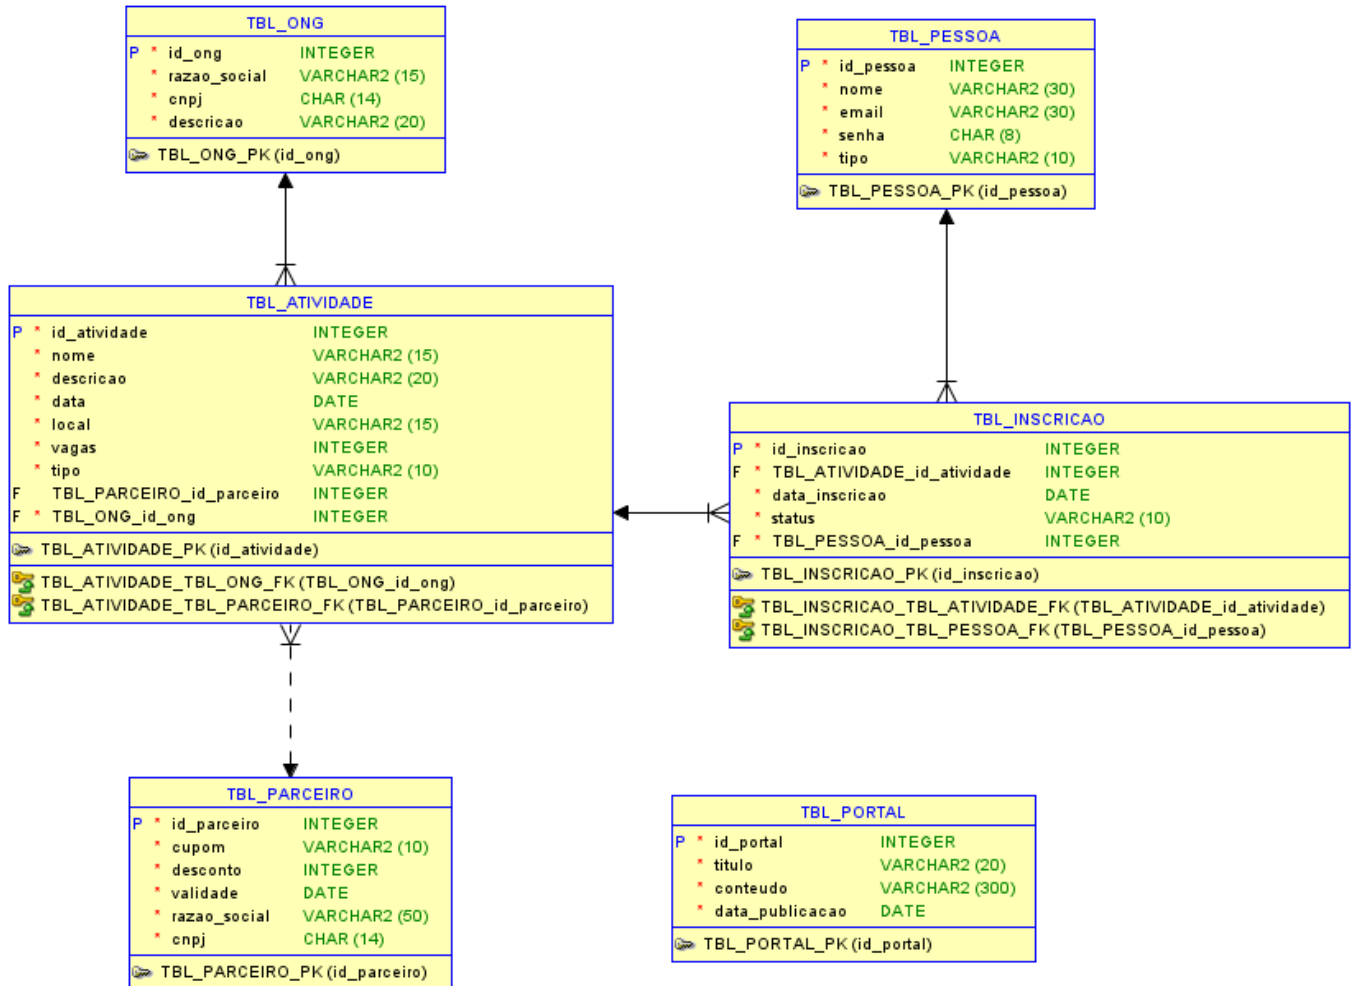 TBL_ONG
P * id_ong INTEGER
* razao_social VARCHAR2 (15)
* cnpj CHAR (14)
* descricao VARCHAR2 (20)
TBL_ONG_PK (id_ong)
TBL_PESSOA
P * id_pessoa INTEGER
* nome VARCHAR2 (30)
* email VARCHAR2 (30)
* senha CHAR (8)
* tipo VARCHAR2 (10)
TBL_PESSOA_PK (id_pessoa)
TBL_ATIVIDADE
P * id_atividade INTEGER
* nome VARCHAR2 (15)
* descricao VARCHAR2 (20)
* data DATE
* local VARCHAR2 (15)
* vagas INTEGER
* tipo VARCHAR2 (10)
F TBL_PARCEIRO_id_parceiro INTEGER
F * TBL_ONG_id_ong INTEGER
TBL_ATIVIDADE_PK (id_atividade)
TBL_ATIVIDADE_TBL_ONG_FK (TBL_ONG_id_ong)
TBL_ATIVIDADE_TBL_PARCEIRO_FK (TBL_PARCEIRO_id_parceiro)
TBL_INSCRICAO
P * id_inscricao INTEGER
F * TBL_ATIVIDADE_id_atividade INTEGER
* data_inscricao DATE
* status VARCHAR2 (10)
F * TBL_PESSOA_id_pessoa INTEGER
TBL_INSCRICAO_PK (id_inscricao)
TBL_INSCRICAO_TBL_ATIVIDADE_FK (TBL_ATIVIDADE_id_atividade)
TBL_INSCRICAO_TBL_PESSOA_FK (TBL_PESSOA_id_pessoa)
TBL_PARCEIRO
P * id_parceiro INTEGER
* cupom VARCHAR2 (10)
* desconto INTEGER
* validade DATE
* razao_social VARCHAR2 (50)
* cnpj CHAR (14)
TBL_PARCEIRO_PK (id_parceiro)
TBL_PORTAL
P * id_portal INTEGER
* titulo VARCHAR2 (20)
* conteudo VARCHAR2 (300)
* data_publicacao DATE
TBL_PORTAL_PK (id_portal)